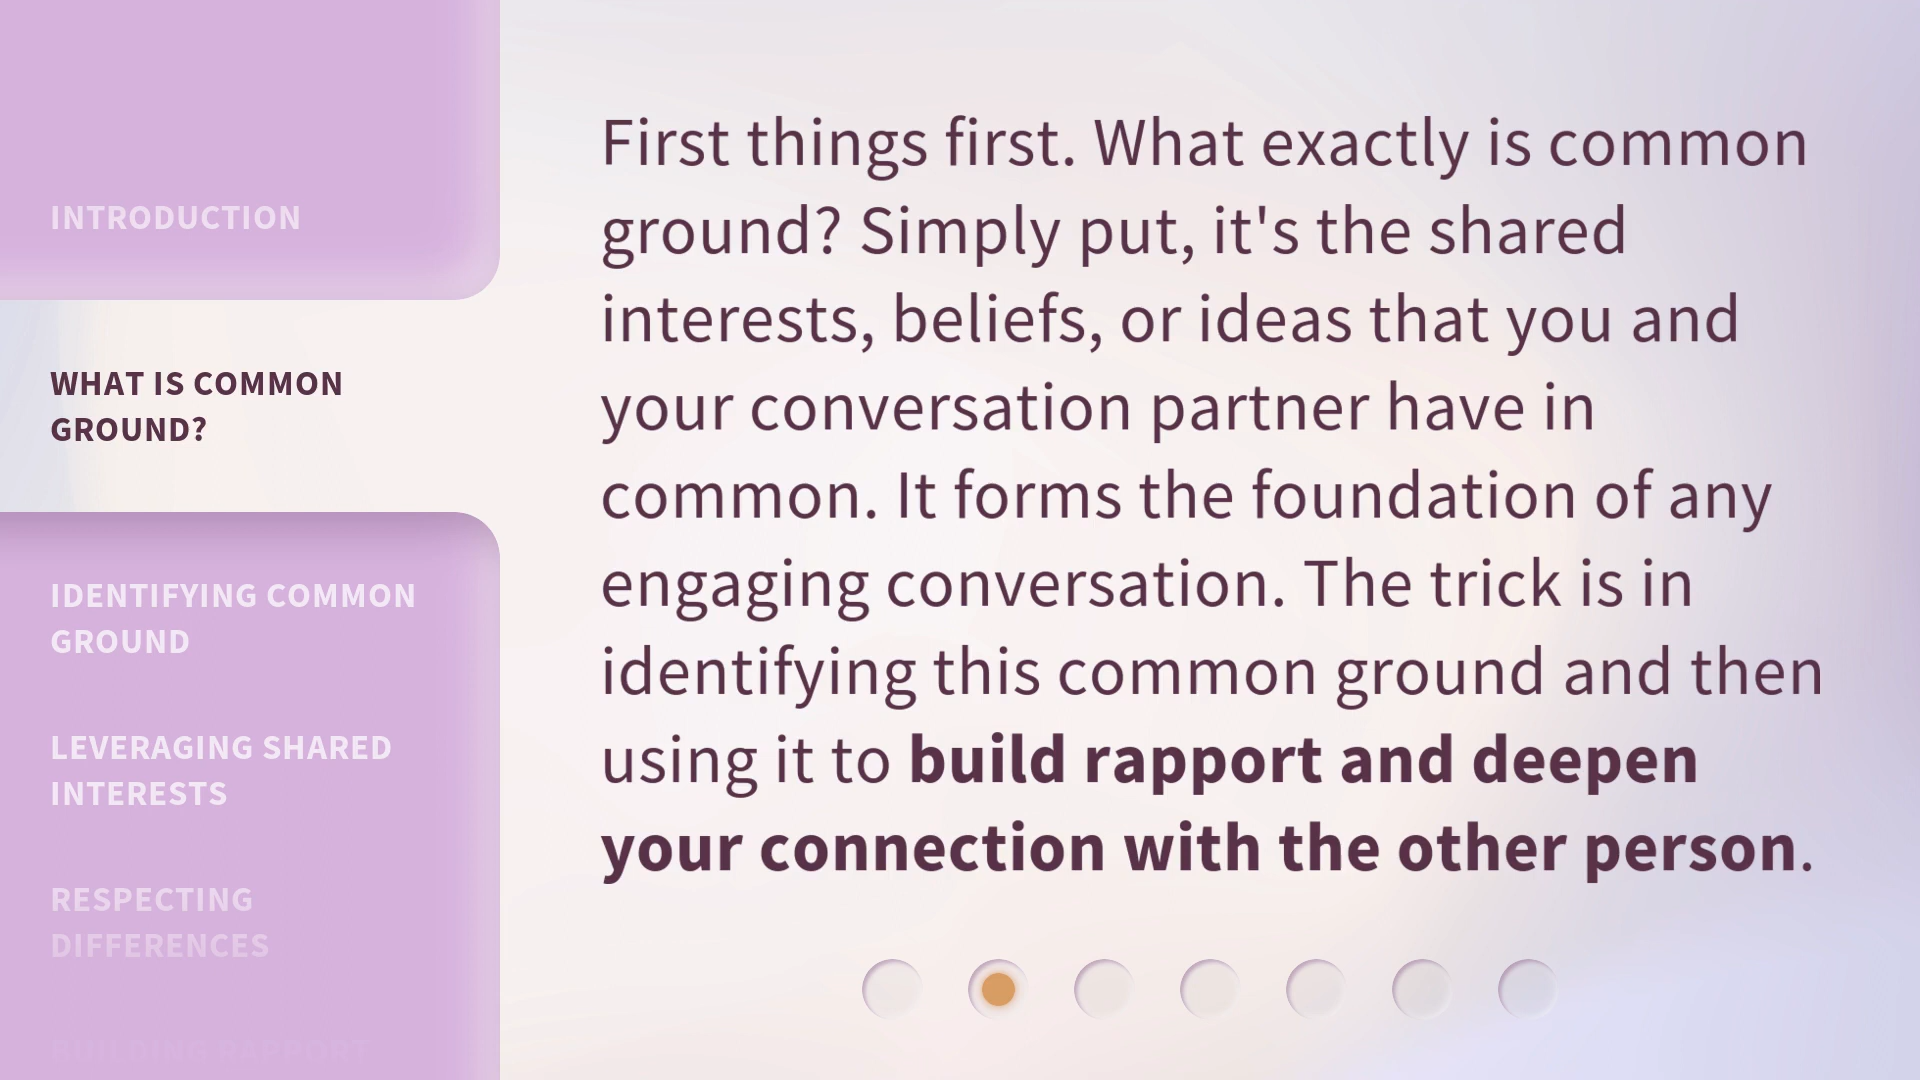 INTRODUCTION
WHAT IS COMMON
GROUND?
IDENTIFYING COMMON
GROUND
LEVERAGING SHARED
INTERESTS
RESPECTING
DIFFERENCES
BUILDING RAPPORT
First things first. What exactly is common
ground? Simply put, it's the shared
interests, beliefs, or ideas that you and
your conversation partner have in
common. It forms the foundation of any
engaging conversation. The trick is in
identifying this common ground and then
using it to build rapport and deepen
your connection with the other person.